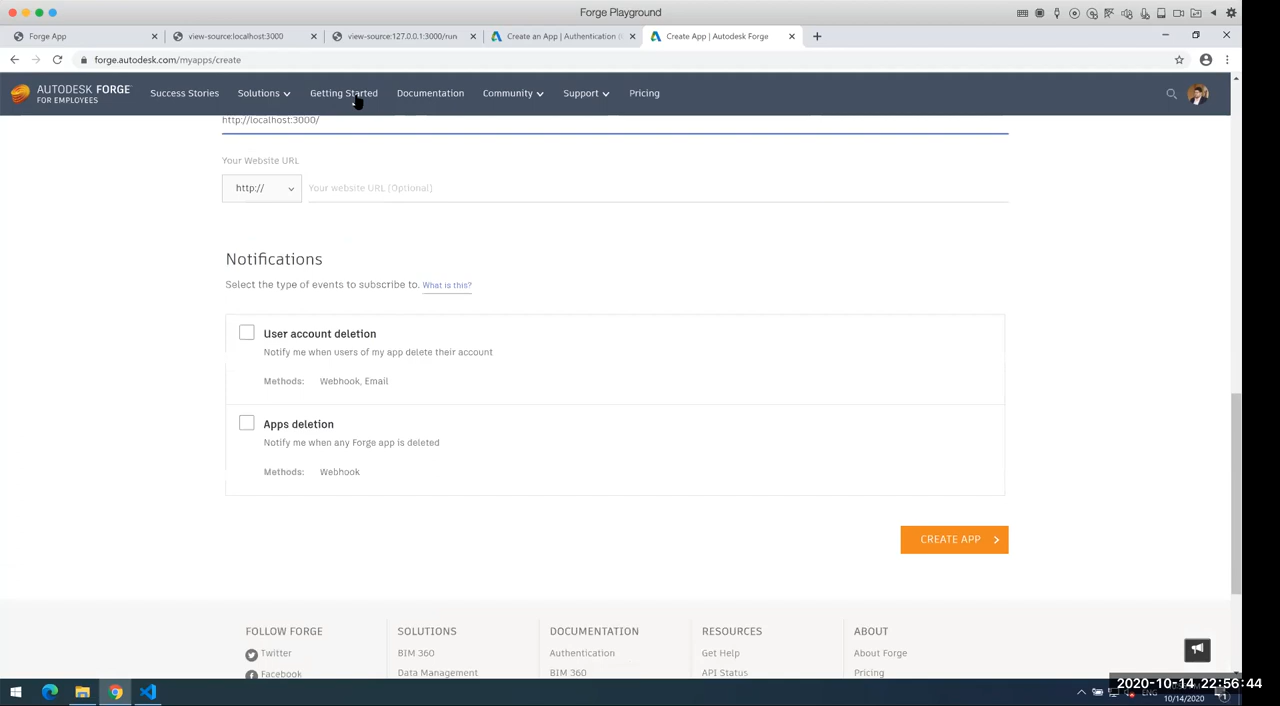 Forge Playground
Forge App
view-source:localhost:3000
view-source:127.0.0.1:3000/run
Create an App | Authentication (
Create App | Autodesk Forge
forge.autodesk.com/myapps/create
AUTODESK FORGE
FOR EMPLOYEES
Success Stories
Solutions
Getting Started
Documentation
Community
Support
Pricing
http://localhost:3000/
Your Website URL
http://
Your website URL (Optional)
Notifications
Select the type of events to subscribe to. What is this?
User account deletion
Notify me when users of my app delete their account
Methods: Webhook, Email
Apps deletion
Notify me when any Forge app is deleted
Methods: Webhook
CREATE APP
FOLLOW FORGE
Twitter
Facebook
SOLUTIONS
BIM 360
Data Management
DOCUMENTATION
Authentication
BIM 360
RESOURCES
Get Help
API Status
ABOUT
About Forge
Pricing
2020-10-14 22:56:44
ENG
10/14/2020